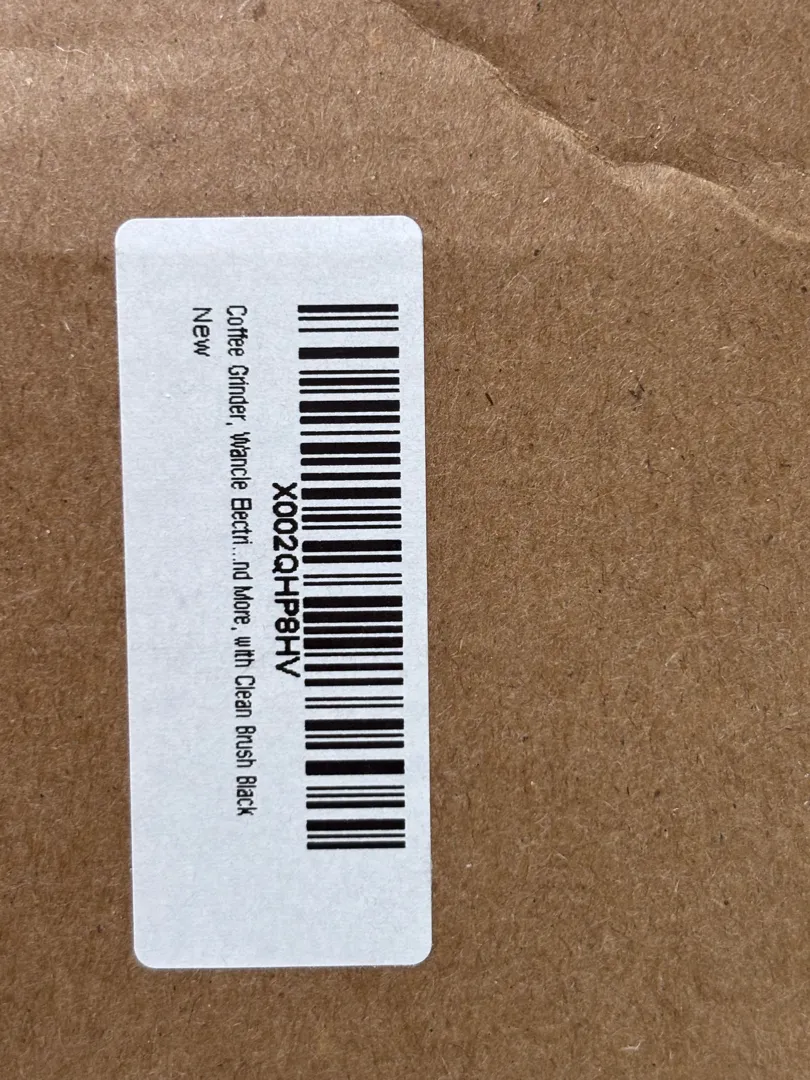 X002QHP8HV
Coffee Grinder, Wancle Electri...nd More, with Clean Brush Black
New